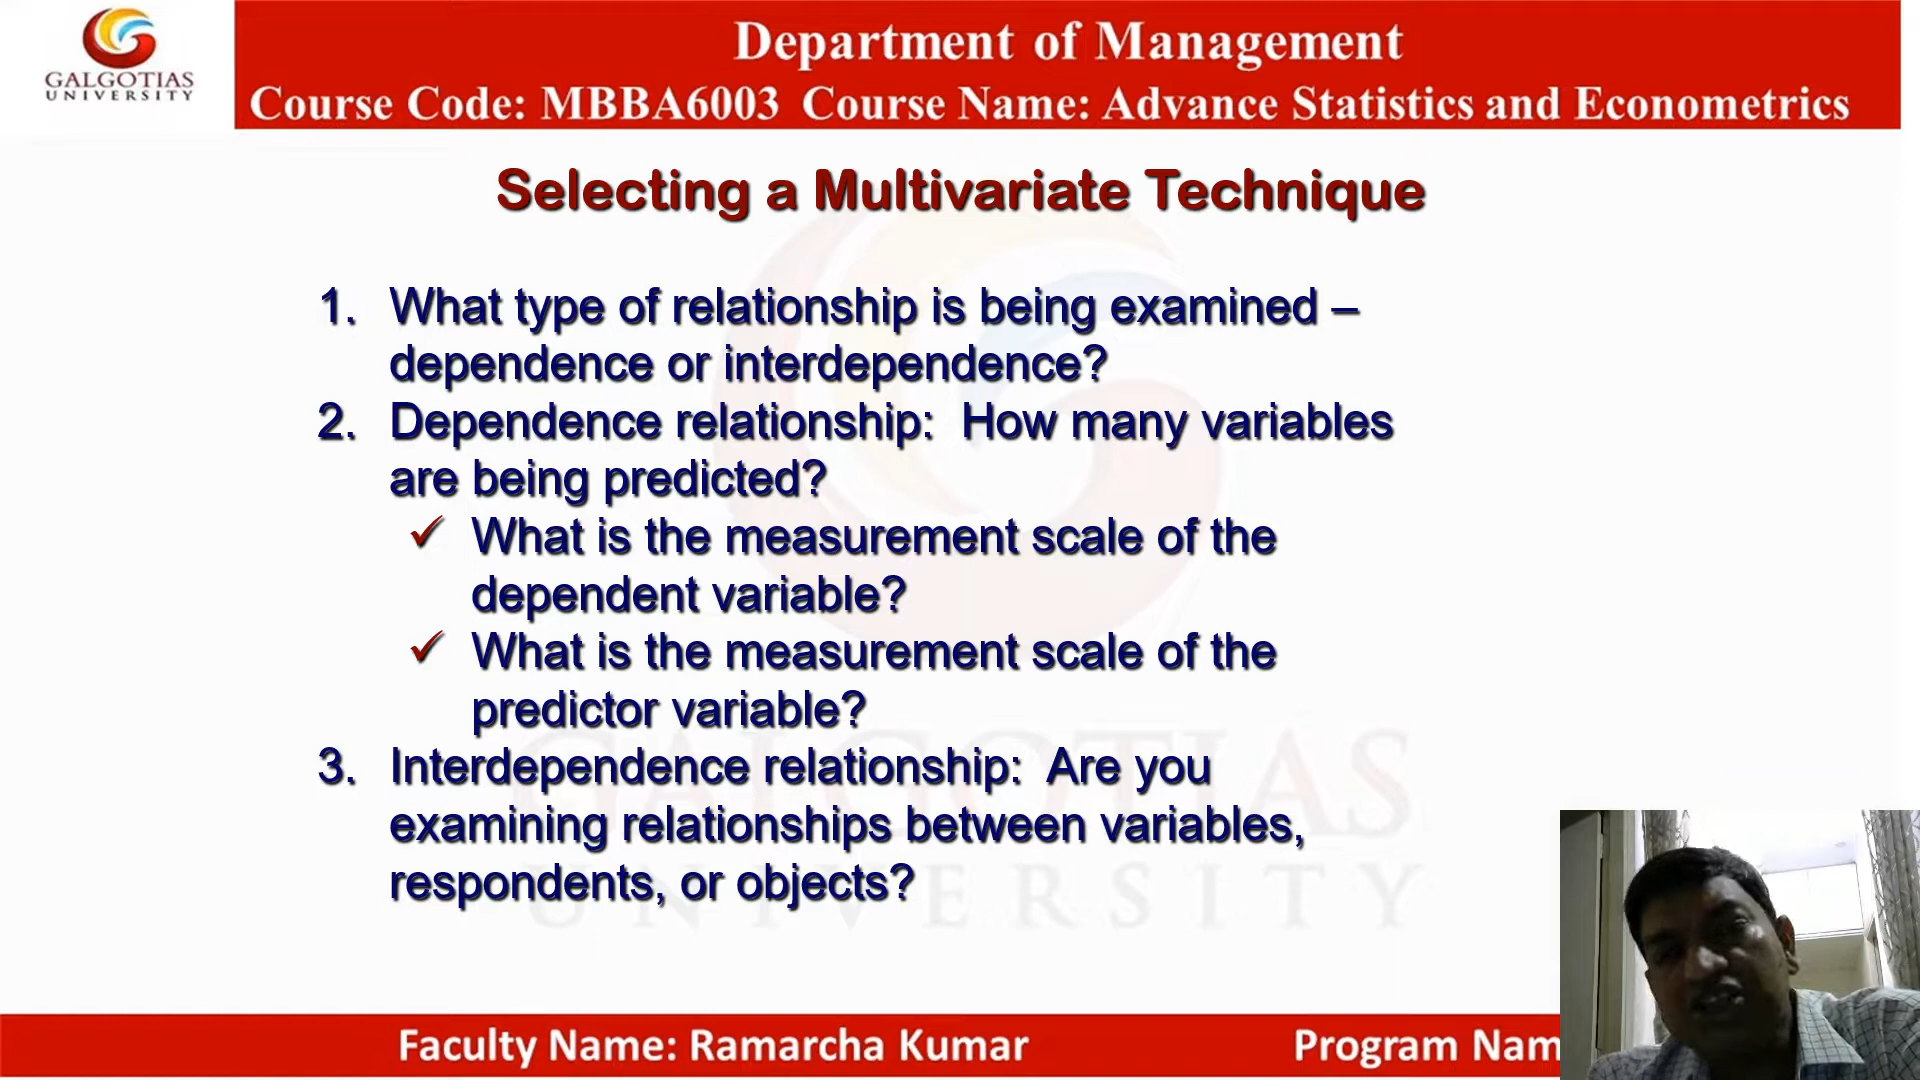 GALGOTIAS
UNIVERSITY
Department of Management
Course Code: MBBA6003 Course Name: Advance Statistics and Econometrics
Selecting a Multivariate Technique
1. What type of relationship is being examined –
dependence or interdependence?
2. Dependence relationship: How many variables
are being predicted?
✓ What is the measurement scale of the
dependent variable?
✓ What is the measurement scale of the
predictor variable?
3. Interdependence relationship: Are you
examining relationships between variables,
respondents, or objects?
GALGOTIAS
UNIVERSITY
Faculty Name: Ramarcha Kumar
Program Nam